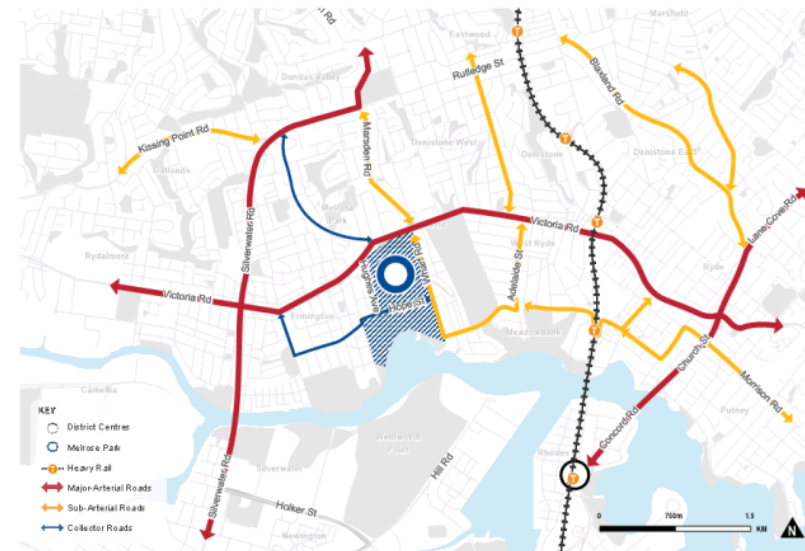 Marsfield
Eastwood
T
Rutledge St
Blaxland Rd
Dundas Valley
Kissing Point Rd
Marsden Rd
Denistone West
Denistone
T
Denistone East
Oatlands
Melrose
Park
Silverwater Rd
Lane Cove Rd
Victoria Rd
T
West Ryde
Ryde
Rydalmere
Wharf Rd
Hughes Ave
Adelaide St
Victoria Rd
Hope St
Ermington
Meadowbank
T
Church St
Camellia
Morrison Rd
Putney
KEY
District Centres
Melrose Park
T
Heavy Rail
Major-Arterial Roads
Sub-Arterial Roads
Collector Roads
Wentworth
Point
Concord Rd
Rhodes
Hill Rd
T
Silverwater
Silverwater Rd
Holker St
Newington
0
750m
1.5
KM
N